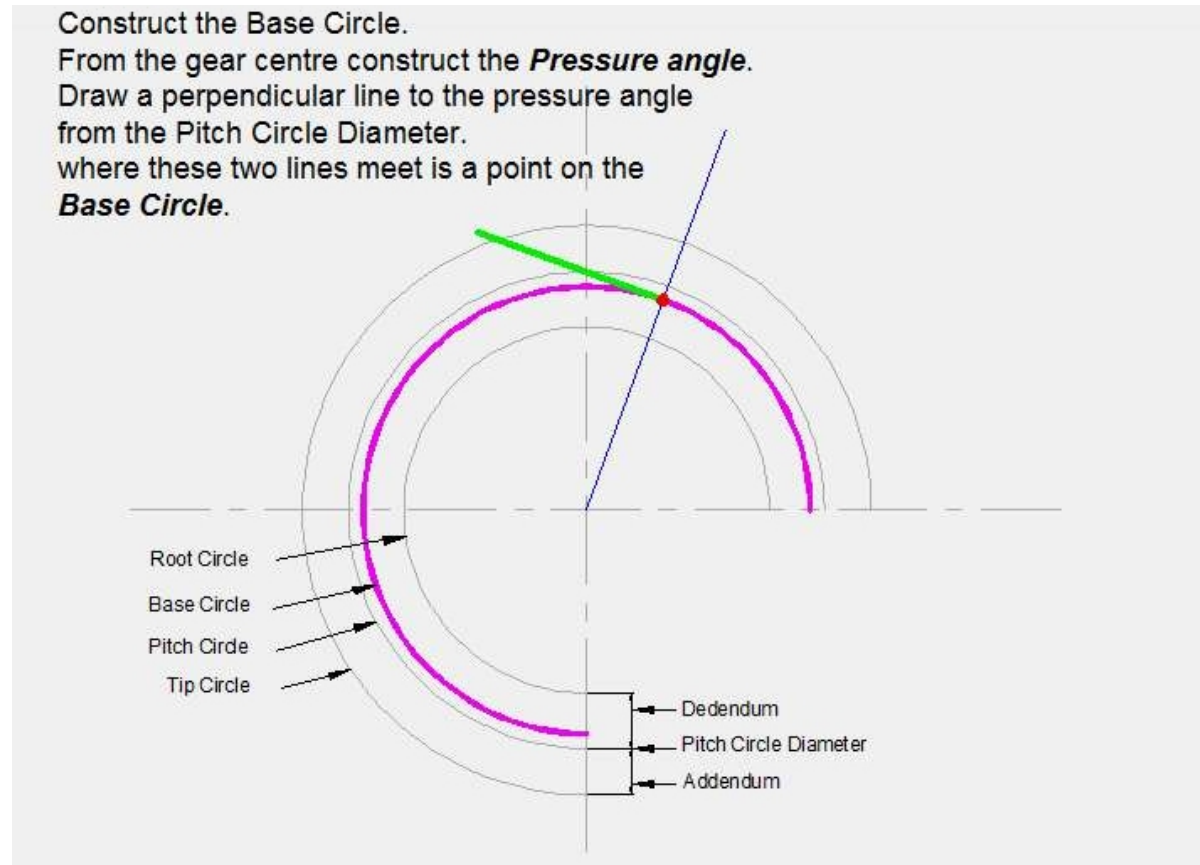 Construct the Base Circle.
From the gear centre construct the Pressure angle.
Draw a perpendicular line to the pressure angle
from the Pitch Circle Diameter.
where these two lines meet is a point on the
Base Circle.
Root Circle
Base Circle
Pitch Circle
Tip Circle
Dedendum
Pitch Circle Diameter
Addendum